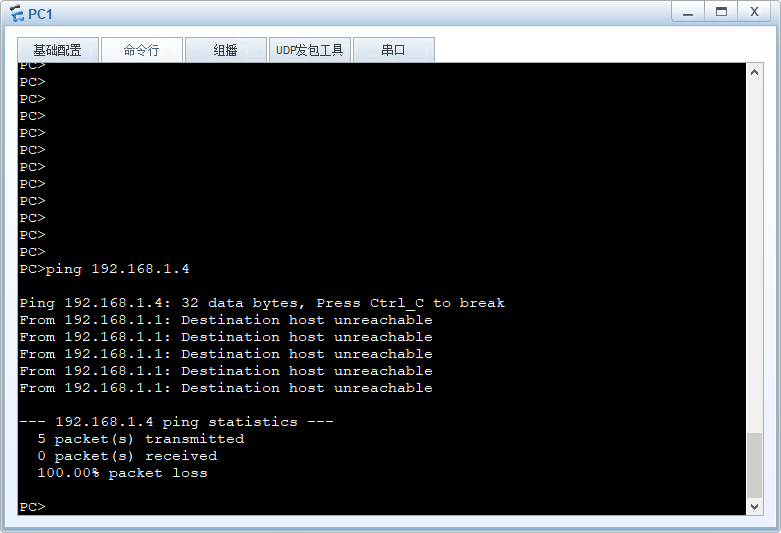 PC1
基础配置 命令行 组播 UDP发包工具 串口
PC>
PC>
PC>
PC>
PC>
PC>
PC>
PC>
PC>
PC>
PC>
PC>
PC>ping 192.168.1.4
Ping 192.168.1.4: 32 data bytes, Press Ctrl_C to break
From 192.168.1.1: Destination host unreachable
From 192.168.1.1: Destination host unreachable
From 192.168.1.1: Destination host unreachable
From 192.168.1.1: Destination host unreachable
From 192.168.1.1: Destination host unreachable
--- 192.168.1.4 ping statistics ---
5 packet(s) transmitted
0 packet(s) received
100.00% packet loss
PC>